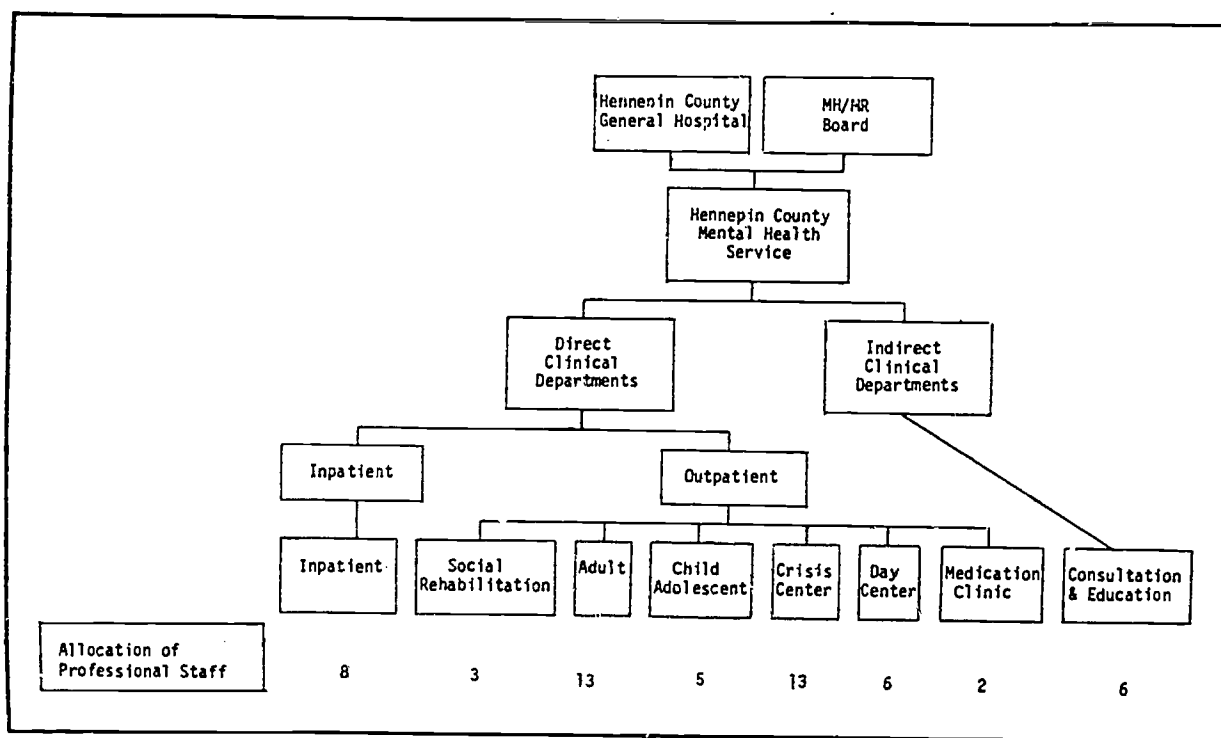 Hennepin County
General Hospital
MH/MR
Board
Hennepin County
Mental Health
Service
Direct
Clinical
Departments
Indirect
Clinical
Departments
Inpatient
Outpatient
Inpatient
Social
Rehabilitation
Adult
Child
Adolescent
Crisis
Center
Day
Center
Medication
Clinic
Consultation
& Education
Allocation of
Professional Staff
8 3 13 5 13 6 2 6